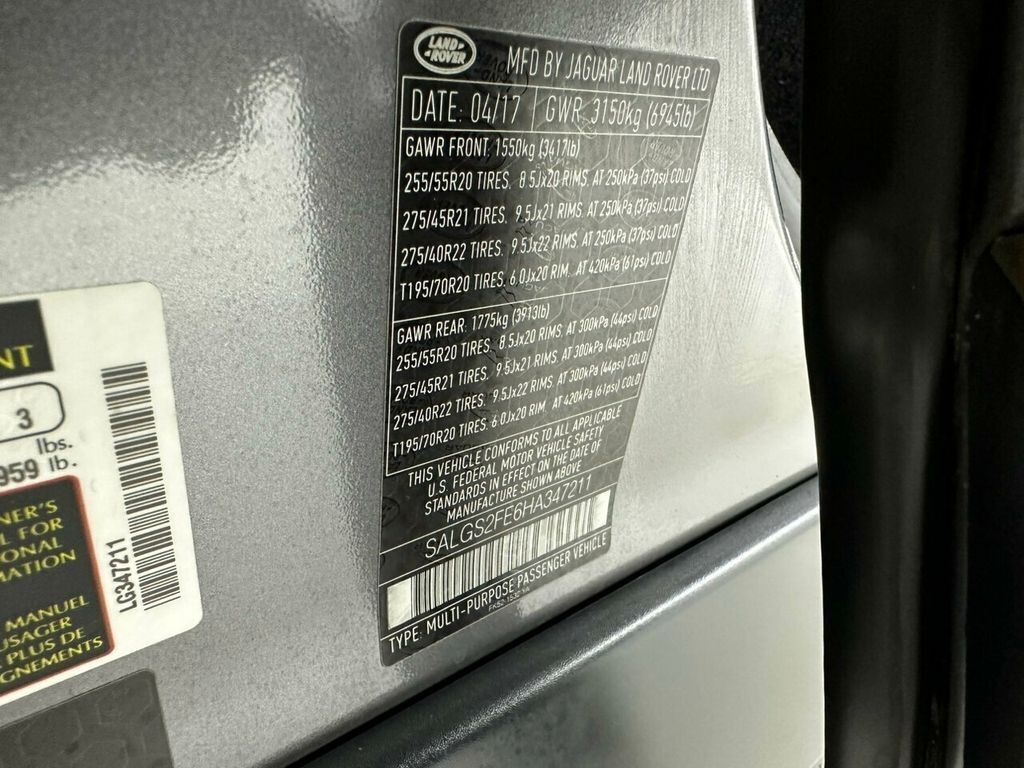 LAND ROVER
MFD BY JAGUAR LAND ROVER LTD
DATE: 04/17 GWR 3150kg (6945lb)
GAWR FRONT. 1550kg (3417lb)
255/55R20 TIRES. 8.5Jx20 RIMS. AT 250kPa (37psi) COLD
275/45R21 TIRES. 9.5Jx21 RIMS. AT 250kPa (37psi) COLD
275/40R22 TIRES. 9.5Jx22 RIMS. AT 250kPa (37psi) COLD
T195/70R20 TIRES. 6.0Jx20 RIM. AT 420kPa (61psi) COLD
GAWR REAR. 1775kg (3913lb)
255/55R20 TIRES. 8.5Jx20 RIMS. AT 300kPa (44psi) COLD
275/45R21 TIRES. 9.5Jx21 RIMS. AT 300kPa (44psi) COLD
275/40R22 TIRES. 9.5Jx22 RIMS. AT 300kPa (44psi) COLD
T195/70R20 TIRES. 6.0Jx20 RIM. AT 420kPa (61psi) COLD
THIS VEHICLE CONFORMS TO ALL APPLICABLE
U.S. FEDERAL MOTOR VEHICLE SAFETY
STANDARDS IN EFFECT ON THE DATE OF
MANUFACTURE SHOWN ABOVE
SALGS2FE6HA347211
TYPE: MULTI-PURPOSE PASSENGER VEHICLE
NT
3
lbs.
959 lb.
NER'S
L FOR
IONAL
MATION
MANUEL
USAGER
PLUS DE
GNEMENTS
LG347211